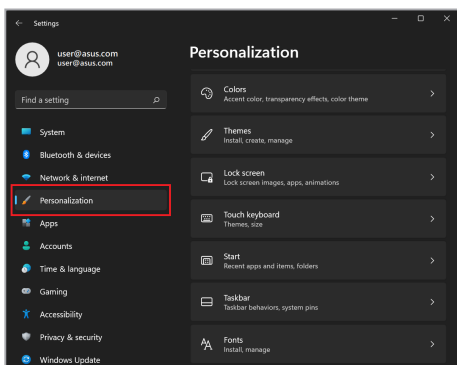 Settings
user@asus.com
user@asus.com
Find a setting
System
Bluetooth & devices
Network & internet
Personalization
Apps
Accounts
Time & language
Gaming
Accessibility
Privacy & security
Windows Update
Personalization
Colors
Accent color, transparency effects, color theme
Themes
Install, create, manage
Lock screen
Lock screen images, apps, animations
Touch keyboard
Themes, size
Start
Recent apps and items, folders
Taskbar
Taskbar behaviors, system pins
Fonts
Install, manage